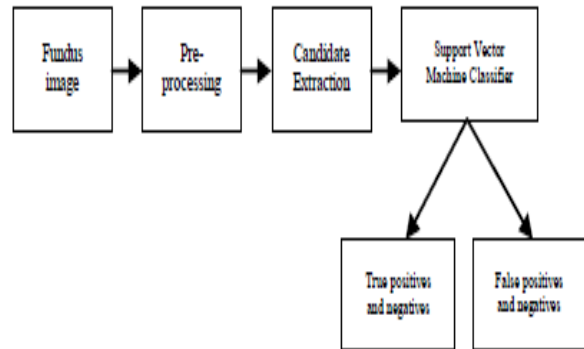 Fundus
image
Pre-
processing
Candidate
Extraction
Support Vector
Machine Classifier
True positives
and negatives
False positives
and negatives